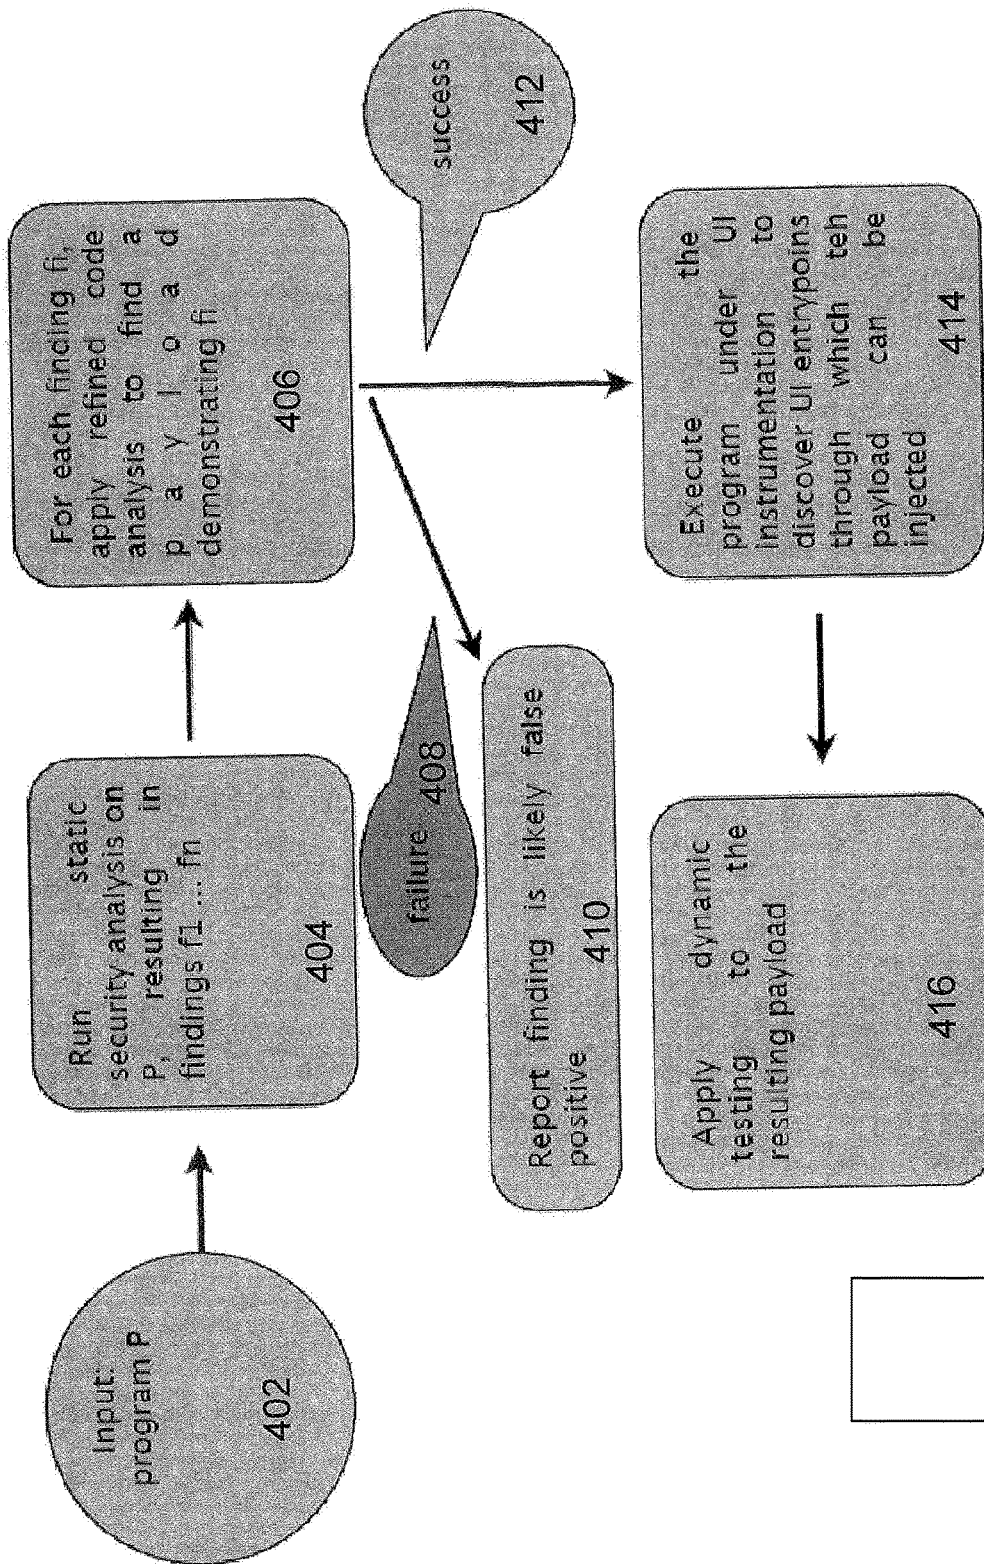 Input:
program P
402
Run static
security analysis on
P, resulting in
findings f1 ... fn
404
For each finding fi,
apply refined code
analysis to find a
p a y l o a d
demonstrating fi
406
failure 408
success
412
Report finding is likely false
positive
410
Execute the
program under UI
instrumentation to
discover UI entrypoins
through which teh
payload can be
injected
414
Apply dynamic
testing to the
resulting payload
416